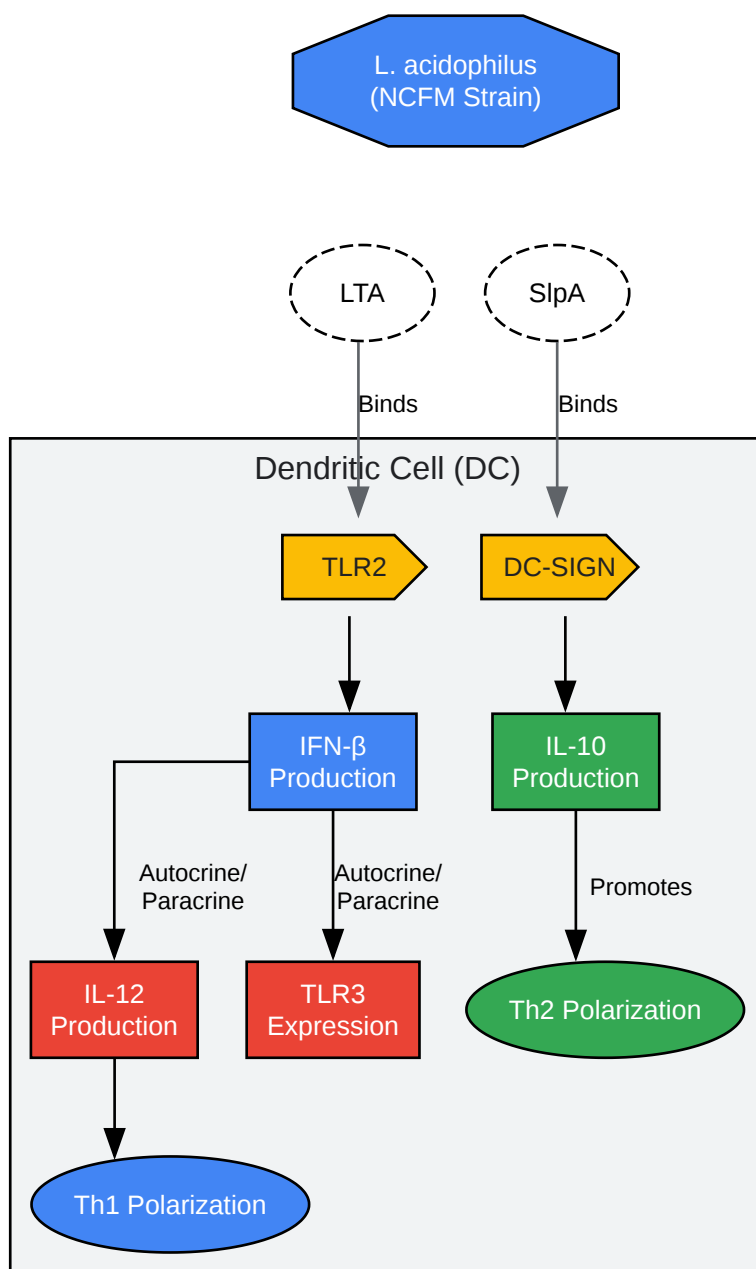 L. acidophilus
(NCFM Strain)
LTA
SlpA
Binds
Binds
Dendritic Cell (DC)
TLR2
DC-SIGN
IFN-β
Production
IL-10
Production
Autocrine/
Paracrine
Autocrine/
Paracrine
Promotes
IL-12
Production
TLR3
Expression
Th2 Polarization
Th1 Polarization